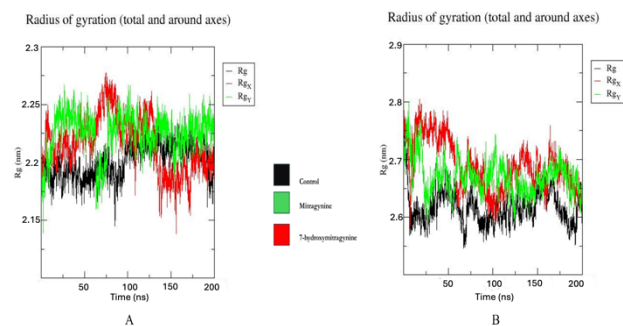 Radius of gyration (total and around axes)
2.3
2.25
2.2
2.15
Rg (nm)
50
100
150
200
Time (ns)
Rg
RgX
RgY
A
Control
Mitragynine
7-hydroxymitragynine
Radius of gyration (total and around axes)
2.9
2.8
2.7
2.6
Rg (nm)
50
100
150
200
Time (ns)
Rg
RgX
RgY
B